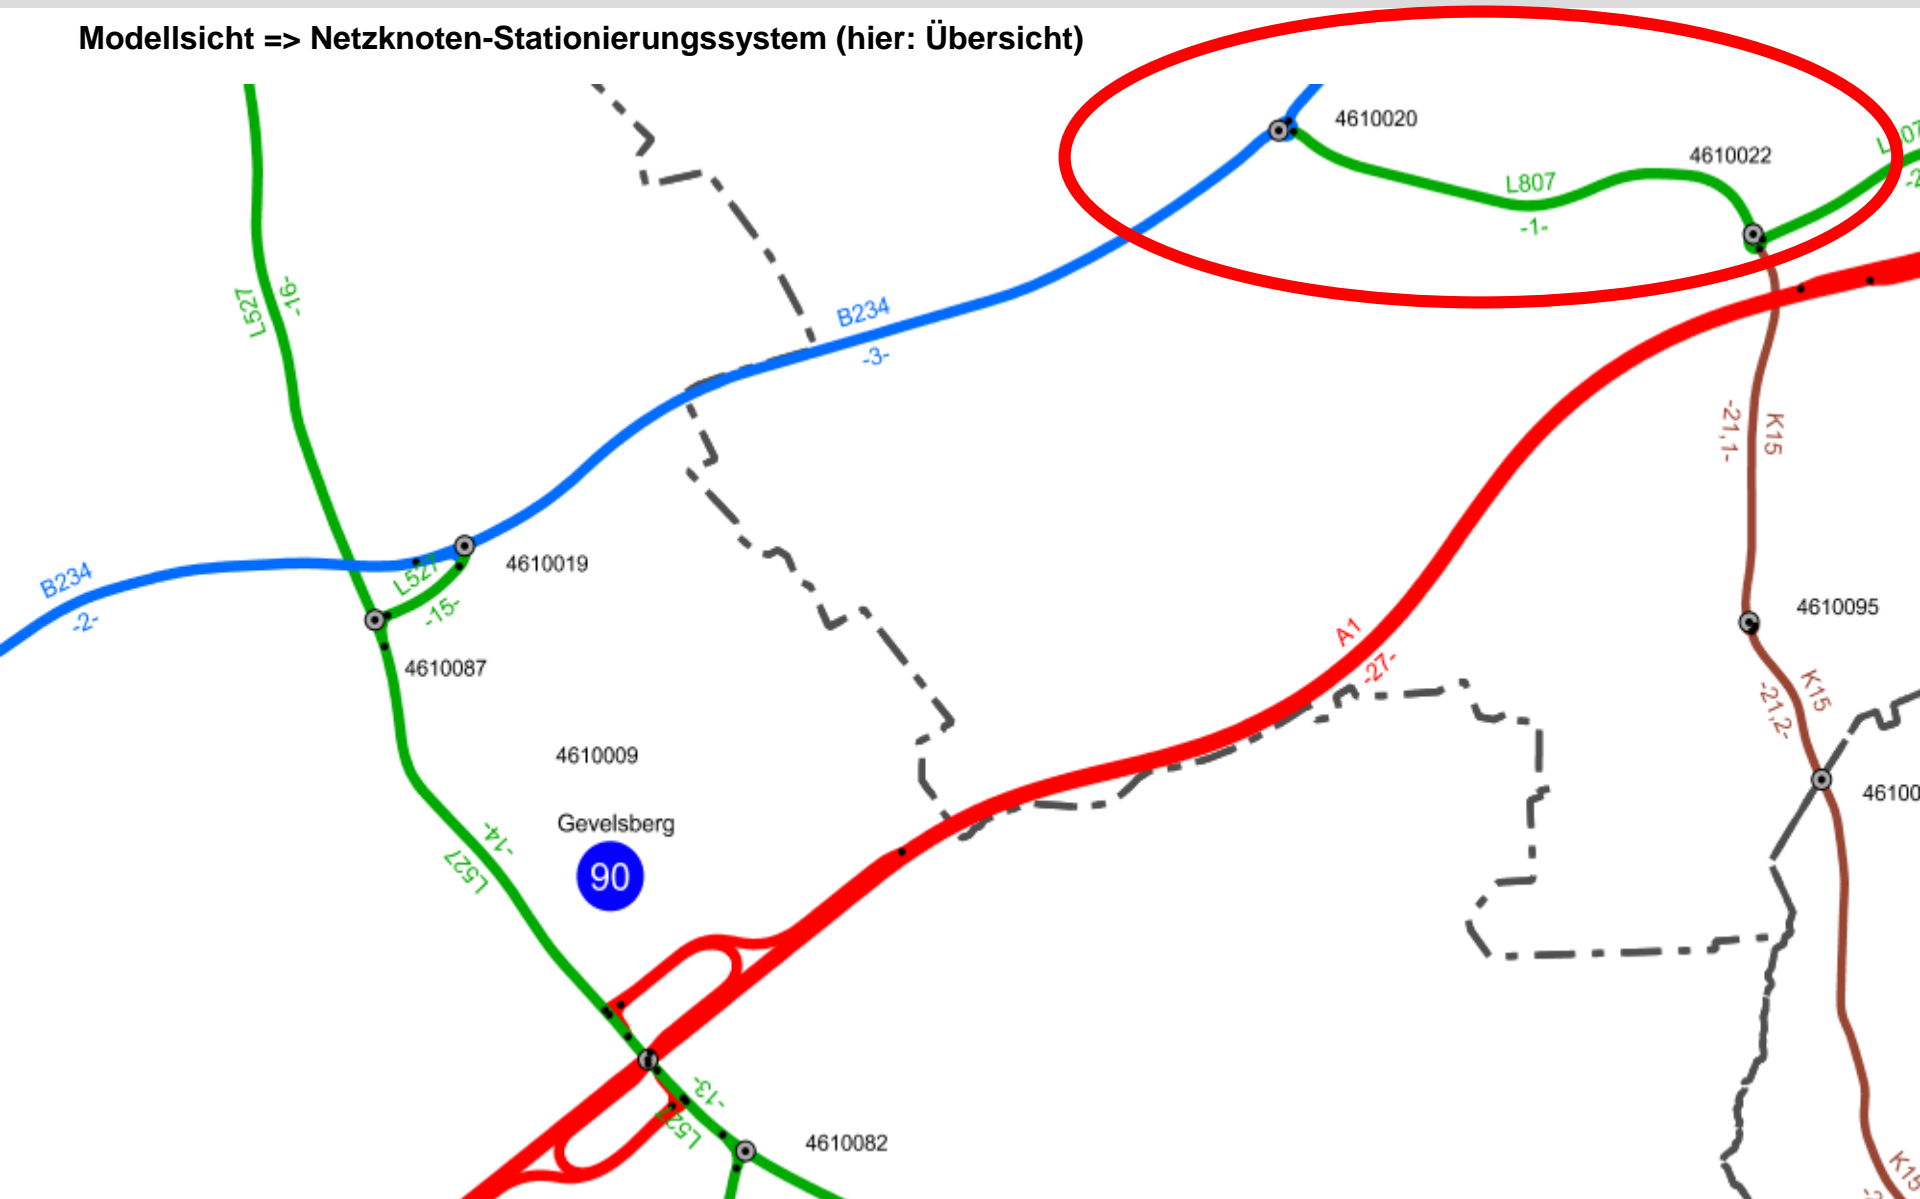 Modellsicht => Netzknoten-Stationierungssystem (hier: Übersicht)
4610020
4610022
L807
-1-
L527
-16-
B234
-3-
K15
-21,1-
B234
-2-
L527
-15-
4610019
4610087
4610095
A1
-27-
K15
-21,2-
4610009
Gevelsberg
90
L527
-14-
L527
-13-
4610082
K15